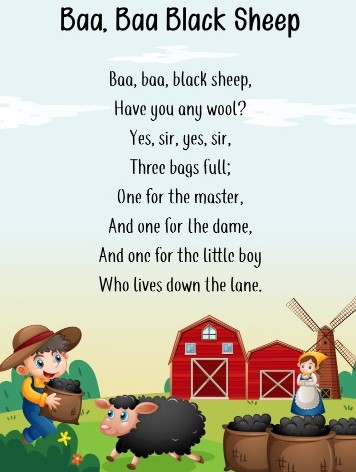 Baa, Baa Black Sheep
Baa, baa, black sheep,
Have you any wool?
Yes, sir, yes, sir,
Three bags full;
One for the master,
And one for the dame,
And one for the little boy
Who lives down the lane.